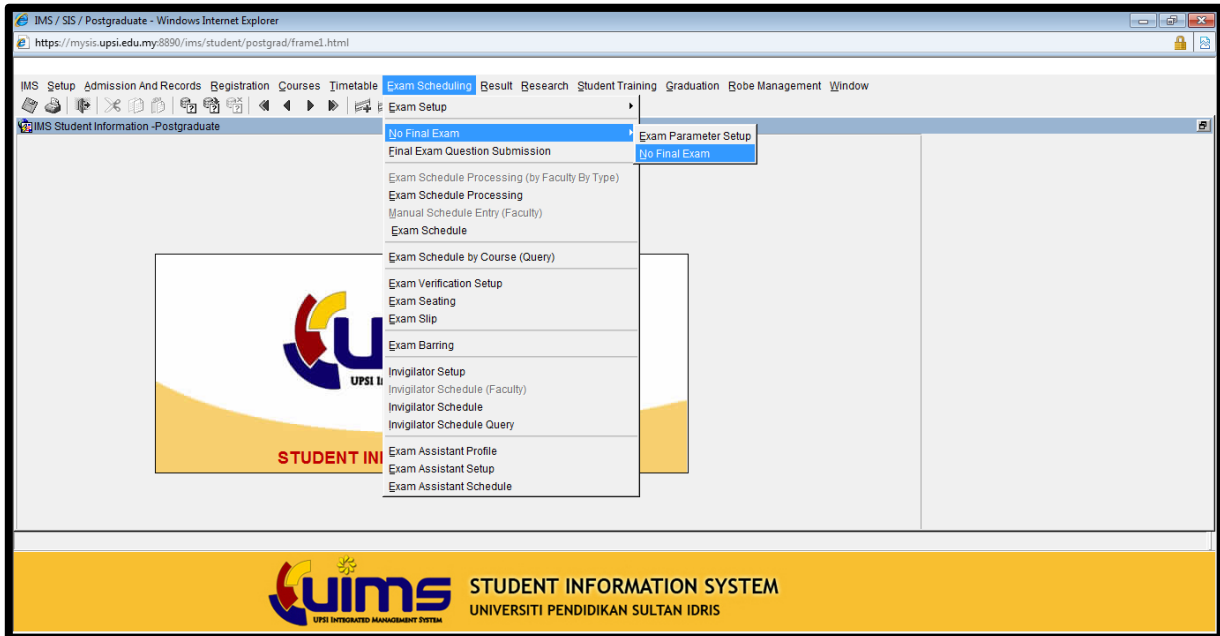 IMS / SIS / Postgraduate - Windows Internet Explorer
https://mysis.upsi.edu.my:8890/ims/student/postgrad/frame1.html
IMS Setup Admission And Records Registration Courses Timetable Exam Scheduling Result Research Student Training Graduation Robe Management Window
IMS Student Information -Postgraduate
Exam Setup
No Final Exam
Final Exam Question Submission
Exam Schedule Processing (by Faculty By Type)
Exam Schedule Processing
Manual Schedule Entry (Faculty)
Exam Schedule
Exam Schedule by Course (Query)
Exam Verification Setup
Exam Seating
Exam Slip
Exam Barring
Invigilator Setup
Invigilator Schedule (Faculty)
Invigilator Schedule
Invigilator Schedule Query
Exam Assistant Profile
Exam Assistant Setup
Exam Assistant Schedule
Exam Parameter Setup
No Final Exam
UPSI
STUDENT
uims
UPSI INTEGRATED MANAGEMENT SYSTEM
STUDENT INFORMATION SYSTEM
UNIVERSITI PENDIDIKAN SULTAN IDRIS